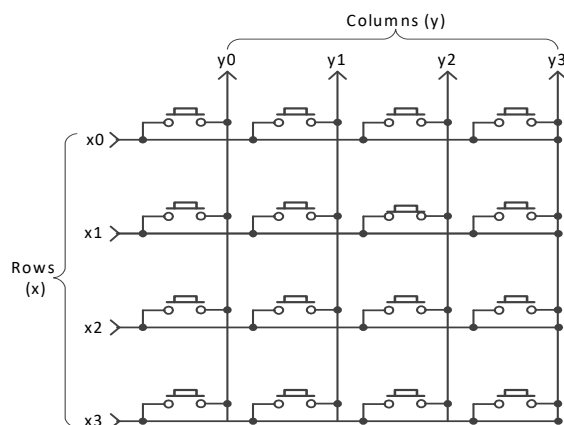 Columns (y)
y0 y1 y2 y3
x0
x1
Rows
(x)
x2
x3